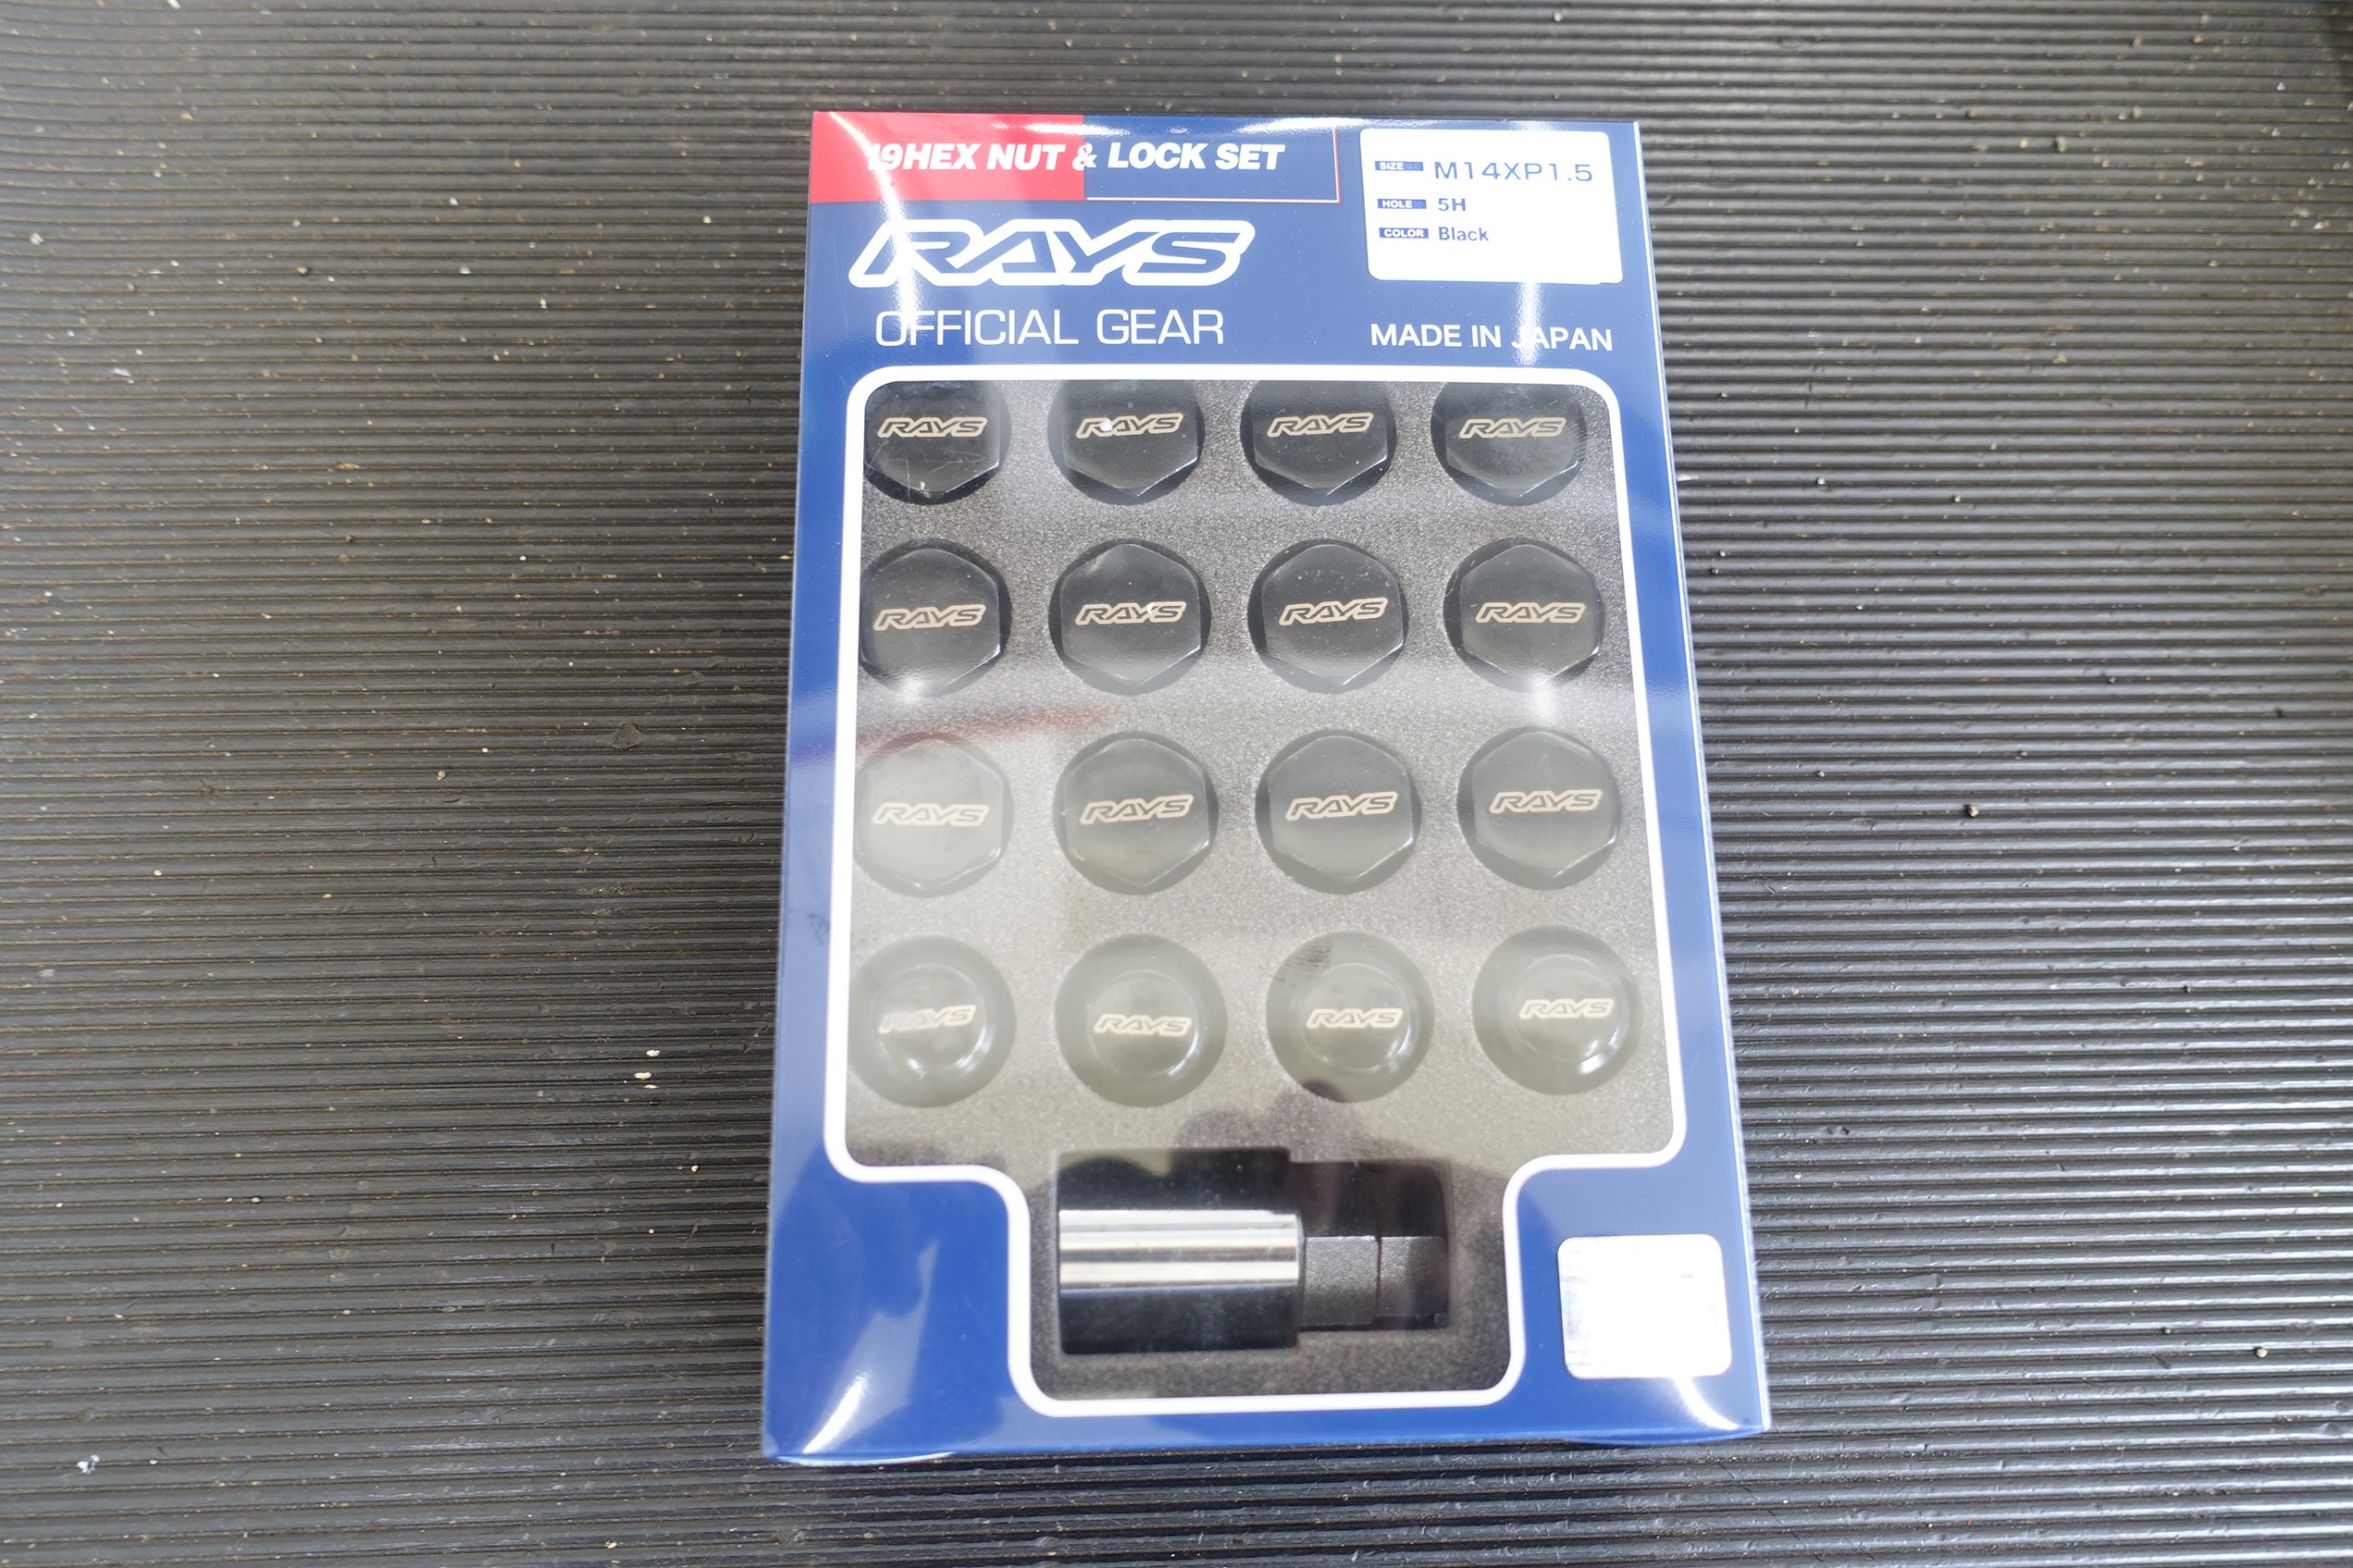 19HEX NUT & LOCK SET
SIZE M14XP1.5
HOLE 5H
COLOR Black
RAYS
OFFICIAL GEAR
MADE IN JAPAN
RAYS RAYS RAYS RAYS
RAYS RAYS RAYS RAYS
RAYS RAYS RAYS RAYS
RAYS RAYS RAYS RAYS